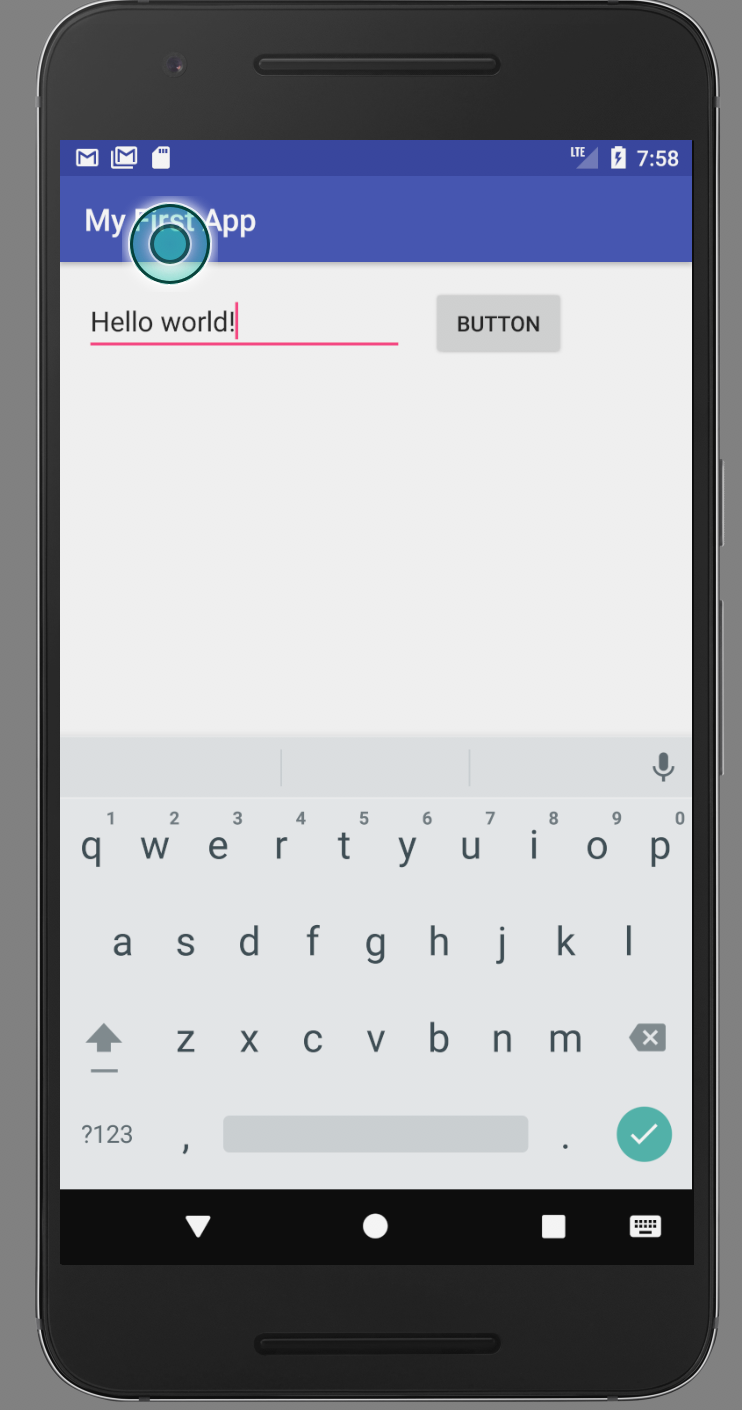 LTE 7:58
My First App
Hello world! BUTTON
1 2 3 4 5 6 7 8 9 0
q w e r t y u i o p
a s d f g h j k l
z x c v b n m
?123 , .